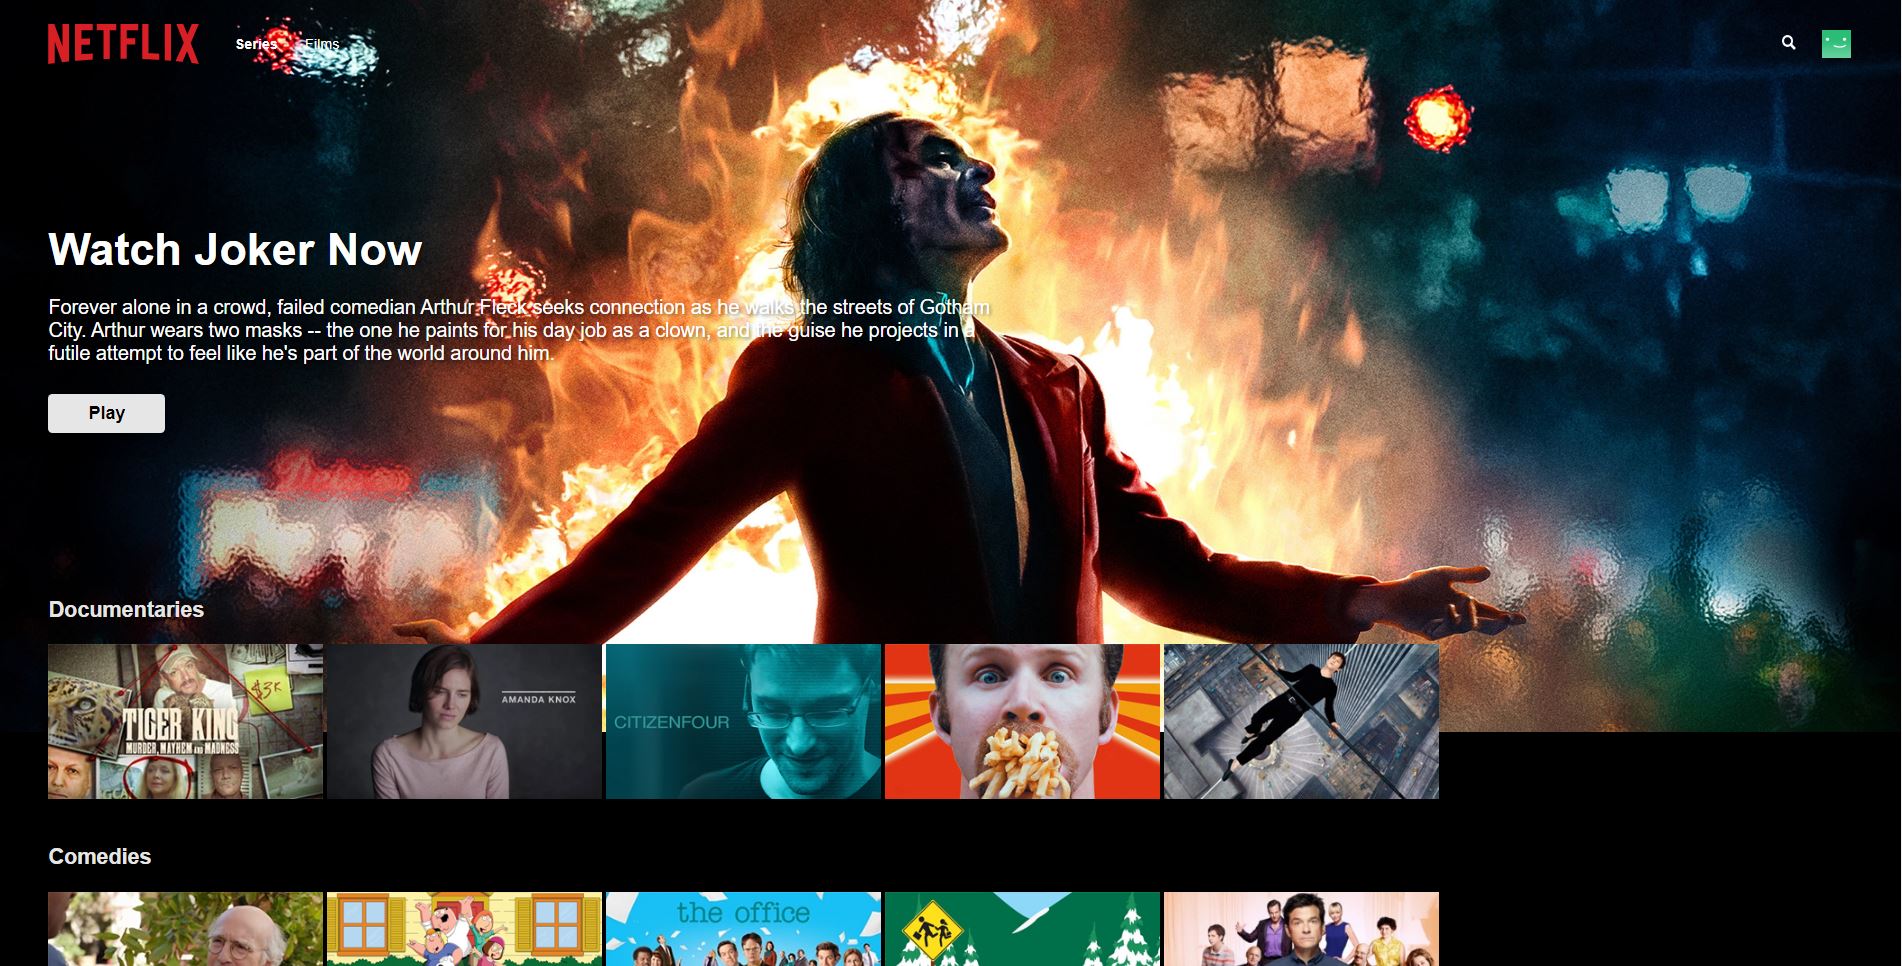 NETFLIX
Series Films
Watch Joker Now
Forever alone in a crowd, failed comedian Arthur Fleck seeks connection as he walks the streets of Gotham
City. Arthur wears two masks -- the one he paints for his day job as a clown, and the guise he projects in a
futile attempt to feel like he's part of the world around him.
Play
Documentaries
$3K
TIGER KING
MURDER, MAYHEM AND MADNESS
AMANDA KNOX
CITIZENFOUR
Comedies
the office